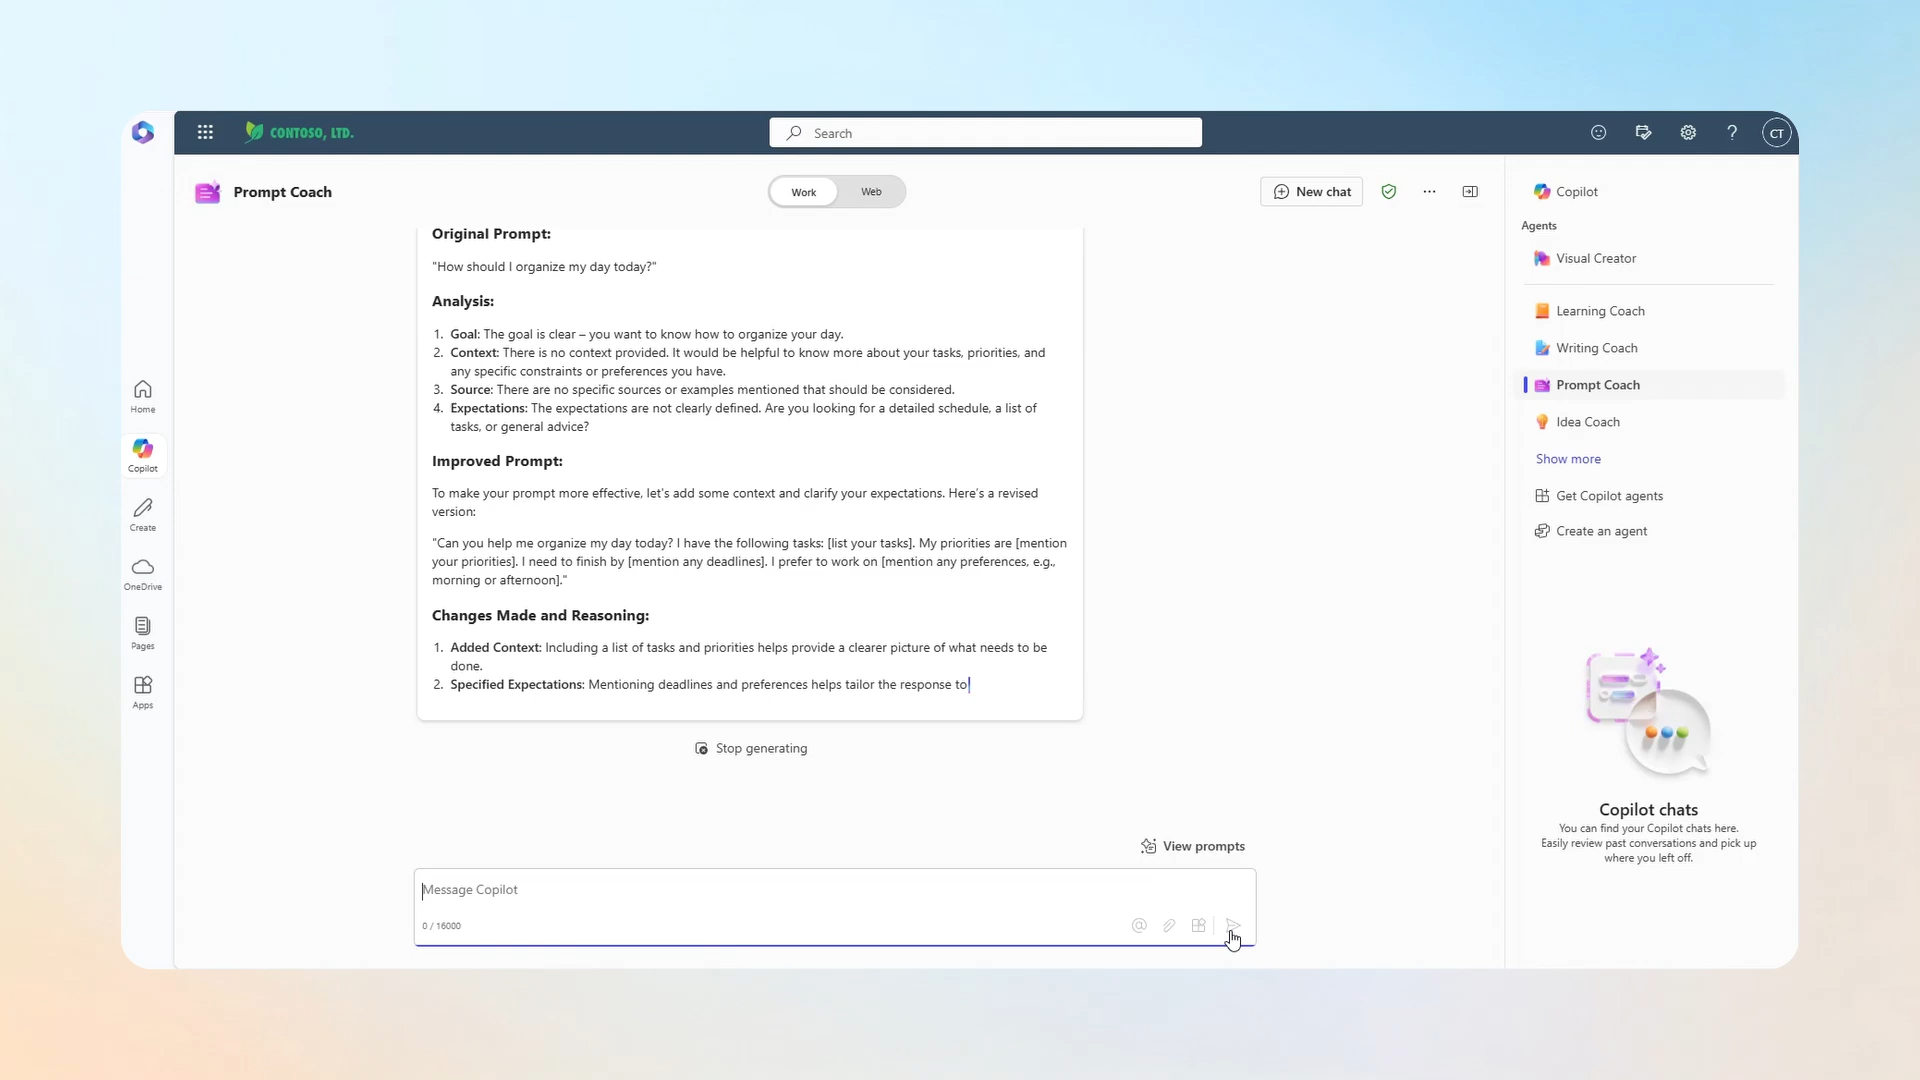 CONTOSO, LTD.
Search
CT
Prompt Coach
Work
Web
New chat
Original Prompt:
"How should I organize my day today?"
Analysis:
1. Goal: The goal is clear – you want to know how to organize your day.
2. Context: There is no context provided. It would be helpful to know more about your tasks, priorities, and
any specific constraints or preferences you have.
3. Source: There are no specific sources or examples mentioned that should be considered.
4. Expectations: The expectations are not clearly defined. Are you looking for a detailed schedule, a list of
tasks, or general advice?
Improved Prompt:
To make your prompt more effective, let's add some context and clarify your expectations. Here's a revised
version:
"Can you help me organize my day today? I have the following tasks: [list your tasks]. My priorities are [mention
your priorities]. I need to finish by [mention any deadlines]. I prefer to work on [mention any preferences, e.g.,
morning or afternoon]."
Changes Made and Reasoning:
1. Added Context: Including a list of tasks and priorities helps provide a clearer picture of what needs to be
done.
2. Specified Expectations: Mentioning deadlines and preferences helps tailor the response to
Stop generating
View prompts
Message Copilot
0 / 16000
Home
Copilot
Create
OneDrive
Pages
Apps
Copilot
Agents
Visual Creator
Learning Coach
Writing Coach
Prompt Coach
Idea Coach
Show more
Get Copilot agents
Create an agent
Copilot chats
You can find your Copilot chats here.
Easily review past conversations and pick up
where you left off.